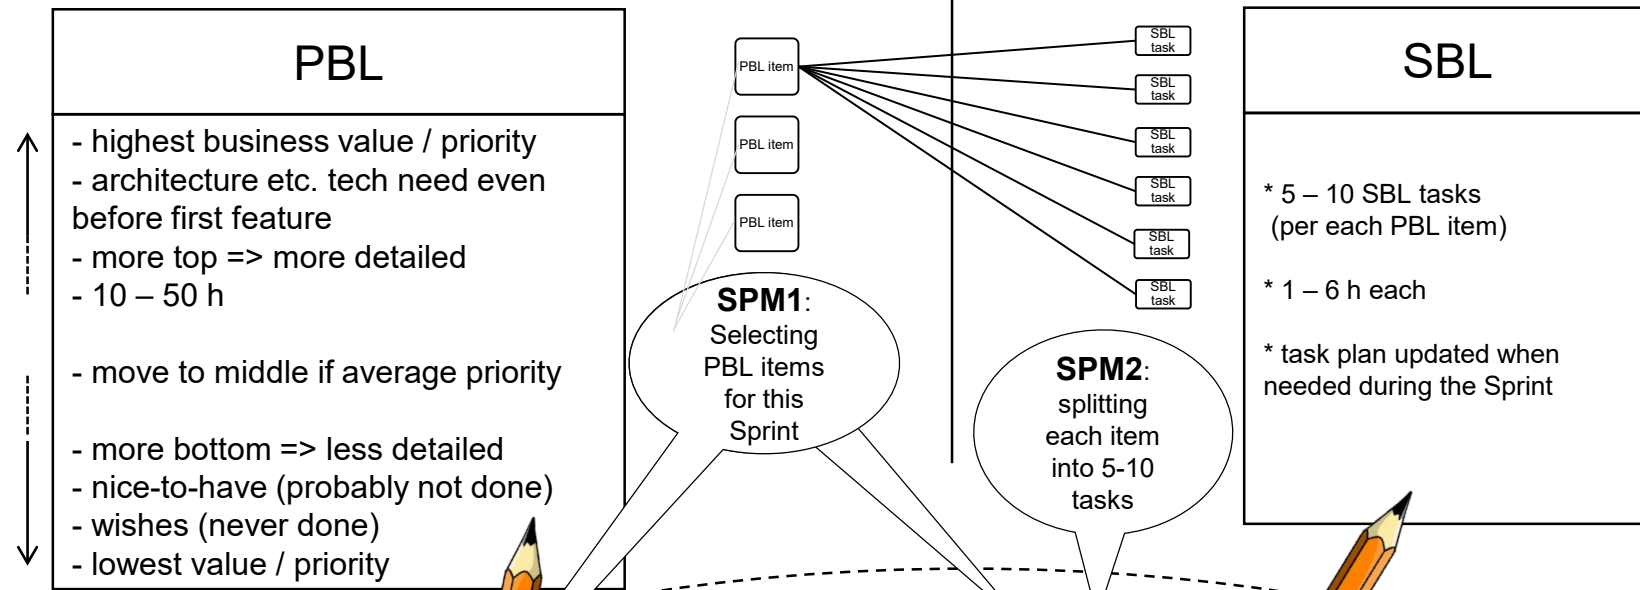 PBL
- highest business value / priority
- architecture etc. tech need even
before first feature
- more top => more detailed
- 10 – 50 h
- move to middle if average priority
- more bottom => less detailed
- nice-to-have (probably not done)
- wishes (never done)
- lowest value / priority
PBL item
PBL item
PBL item
SPM1:
Selecting
PBL items
for this
Sprint
SBL
task
SBL
task
SBL
task
SBL
task
SBL
task
SBL
task
SPM2:
splitting
each item
into 5-10
tasks
SBL
* 5 – 10 SBL tasks
(per each PBL item)
* 1 – 6 h each
* task plan updated when
needed during the Sprint